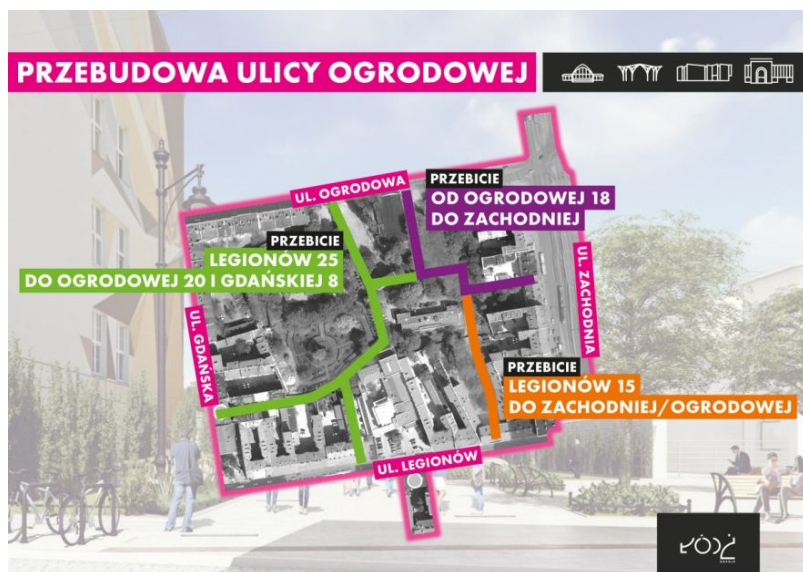 PRZEBUDOWA ULICY OGRODOWEJ
UL. OGRODOWA
PRZEBICIE
OD OGRODOWEJ 18
DO ZACHODNIEJ
PRZEBICIE
LEGIONÓW 25
DO OGRODOWEJ 20 I GDAŃSKIEJ 8
UL. ZACHODNIA
UL. GDAŃSKA
PRZEBICIE
LEGIONÓW 15
DO ZACHODNIEJ/OGRODOWEJ
UL. LEGIONÓW
ŁÓDŹ